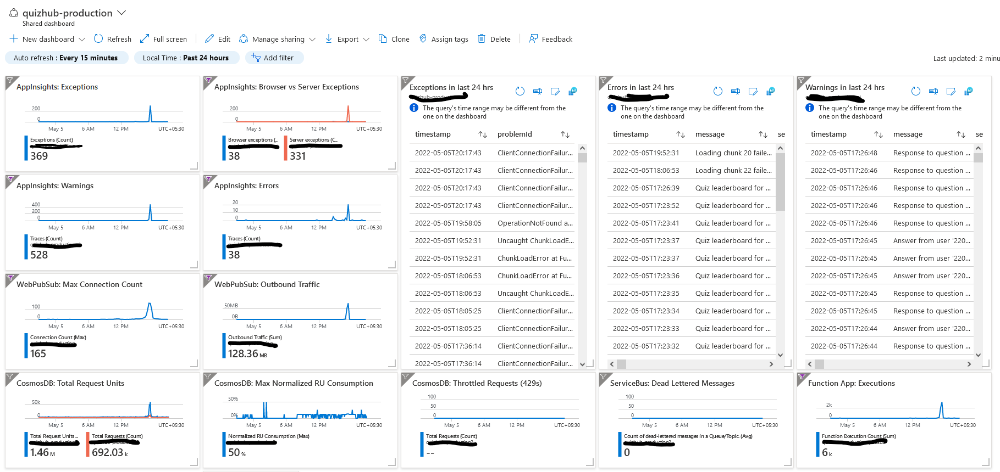 quizhub-production
Shared dashboard
New dashboard Refresh Full screen Edit Manage sharing Export Clone Assign tags Delete Feedback
Auto refresh : Every 15 minutes Local Time : Past 24 hours Add filter Last updated: 2 minu
AppInsights: Exceptions
200
0
May 5 6 AM 12 PM UTC+05:30
Exceptions (Count)
369
AppInsights: Browser vs Server Exceptions
200
0
May 5 6 AM 12 PM UTC+05:30
Browser exceptions (... Server exceptions (C...
38 331
Exceptions in last 24 hrs
The query's time range may be different from the
one on the dashboard
timestamp problemId
2022-05-05T20:17:43 ClientConnectionFailur...
2022-05-05T20:17:43 ClientConnectionFailur...
2022-05-05T20:17:43 ClientConnectionFailur...
2022-05-05T20:17:43 ClientConnectionFailur...
2022-05-05T19:58:05 OperationNotFound a...
2022-05-05T19:52:31 Uncaught ChunkLoadE...
2022-05-05T19:52:31 ChunkLoadError at Fu...
2022-05-05T18:06:53 ChunkLoadError at Fu...
2022-05-05T18:06:53 Uncaught ChunkLoadE...
2022-05-05T18:05:25 ClientConnectionFailur...
2022-05-05T18:05:25 ClientConnectionFailur...
2022-05-05T17:36:14 ClientConnectionFailur...
2022-05-05T17:36:14 ClientConnectionFailur...
Errors in last 24 hrs
The query's time range may be different from the
one on the dashboard
timestamp message se
2022-05-05T19:52:31 Loading chunk 20 faile...
2022-05-05T18:06:53 Loading chunk 22 faile...
2022-05-05T17:26:39 Quiz leaderboard for ...
2022-05-05T17:23:52 Quiz leaderboard for ...
2022-05-05T17:23:41 Quiz leaderboard for ...
2022-05-05T17:23:37 Quiz leaderboard for ...
2022-05-05T17:23:37 Quiz leaderboard for ...
2022-05-05T17:23:36 Quiz leaderboard for ...
2022-05-05T17:23:35 Quiz leaderboard for ...
2022-05-05T17:23:34 Quiz leaderboard for ...
2022-05-05T17:23:33 Quiz leaderboard for ...
2022-05-05T17:23:32 Quiz leaderboard for ...
Warnings in last 24 hrs
The query's time range may be different from the
one on the dashboard
timestamp message se
2022-05-05T17:26:48 Response to question ...
2022-05-05T17:26:46 Response to question ...
2022-05-05T17:26:46 Response to question ...
2022-05-05T17:26:46 Response to question ...
2022-05-05T17:26:46 Response to question ...
2022-05-05T17:26:45 Answer from user '220...
2022-05-05T17:26:45 Answer from user '220...
2022-05-05T17:26:45 Answer from user '220...
2022-05-05T17:26:45 Response to question ...
2022-05-05T17:26:45 Response to question ...
2022-05-05T17:26:44 Answer from user '220...
2022-05-05T17:26:44 Response to question ...
AppInsights: Warnings
400
200
0
May 5 6 AM 12 PM UTC+05:30
Traces (Count)
528
AppInsights: Errors
20
10
0
May 5 6 AM 12 PM UTC+05:30
Traces (Count)
38
WebPubSub: Max Connection Count
100
0
May 5 6 AM 12 PM UTC+05:30
Connection Count (Max)
165
WebPubSub: Outbound Traffic
50MB
0B
May 5 6 AM 12 PM UTC+05:30
Outbound Traffic (Sum)
128.36 MB
CosmosDB: Total Request Units
50k
0
May 5 6 AM 12 PM UTC+05:30
Total Request Units ... Total Requests (Count)
1.46 M 692.03 k
CosmosDB: Max Normalized RU Consumption
50%
0%
May 5 6 AM 12 PM UTC+05:30
Normalized RU Consumption (Max)
50 %
CosmosDB: Throttled Requests (429s)
100
50
0
May 5 6 AM 12 PM UTC+05:30
Total Requests (Count)
--
ServiceBus: Dead Lettered Messages
100
50
0
May 5 6 AM 12 PM UTC+05:30
Count of dead-lettered messages in a Queue/Topic. (Avg)
0
Function App: Executions
2k
0
May 5 6 AM 12 PM UTC+05:30
Function Execution Count (Sum)
6 k